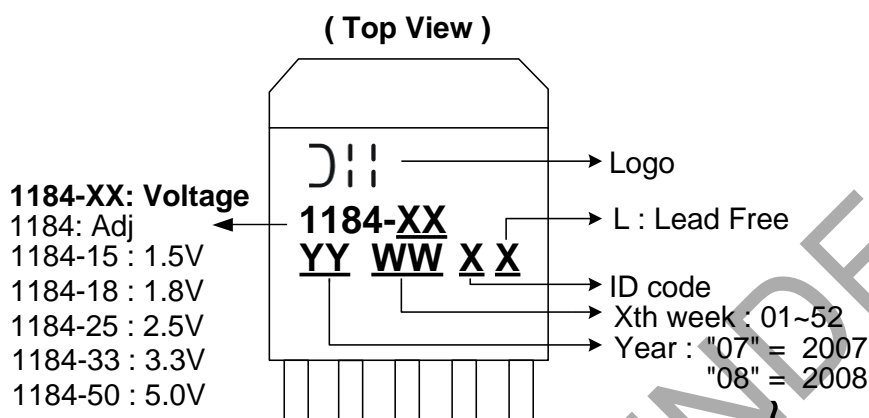 ( Top View )
Logo
1184-XX: Voltage
1184: Adj
1184-15 : 1.5V
1184-18 : 1.8V
1184-25 : 2.5V
1184-33 : 3.3V
1184-50 : 5.0V
1184-XX
YY WW X X
L : Lead Free
ID code
Xth week : 01~52
Year : "07" = 2007
"08" = 2008